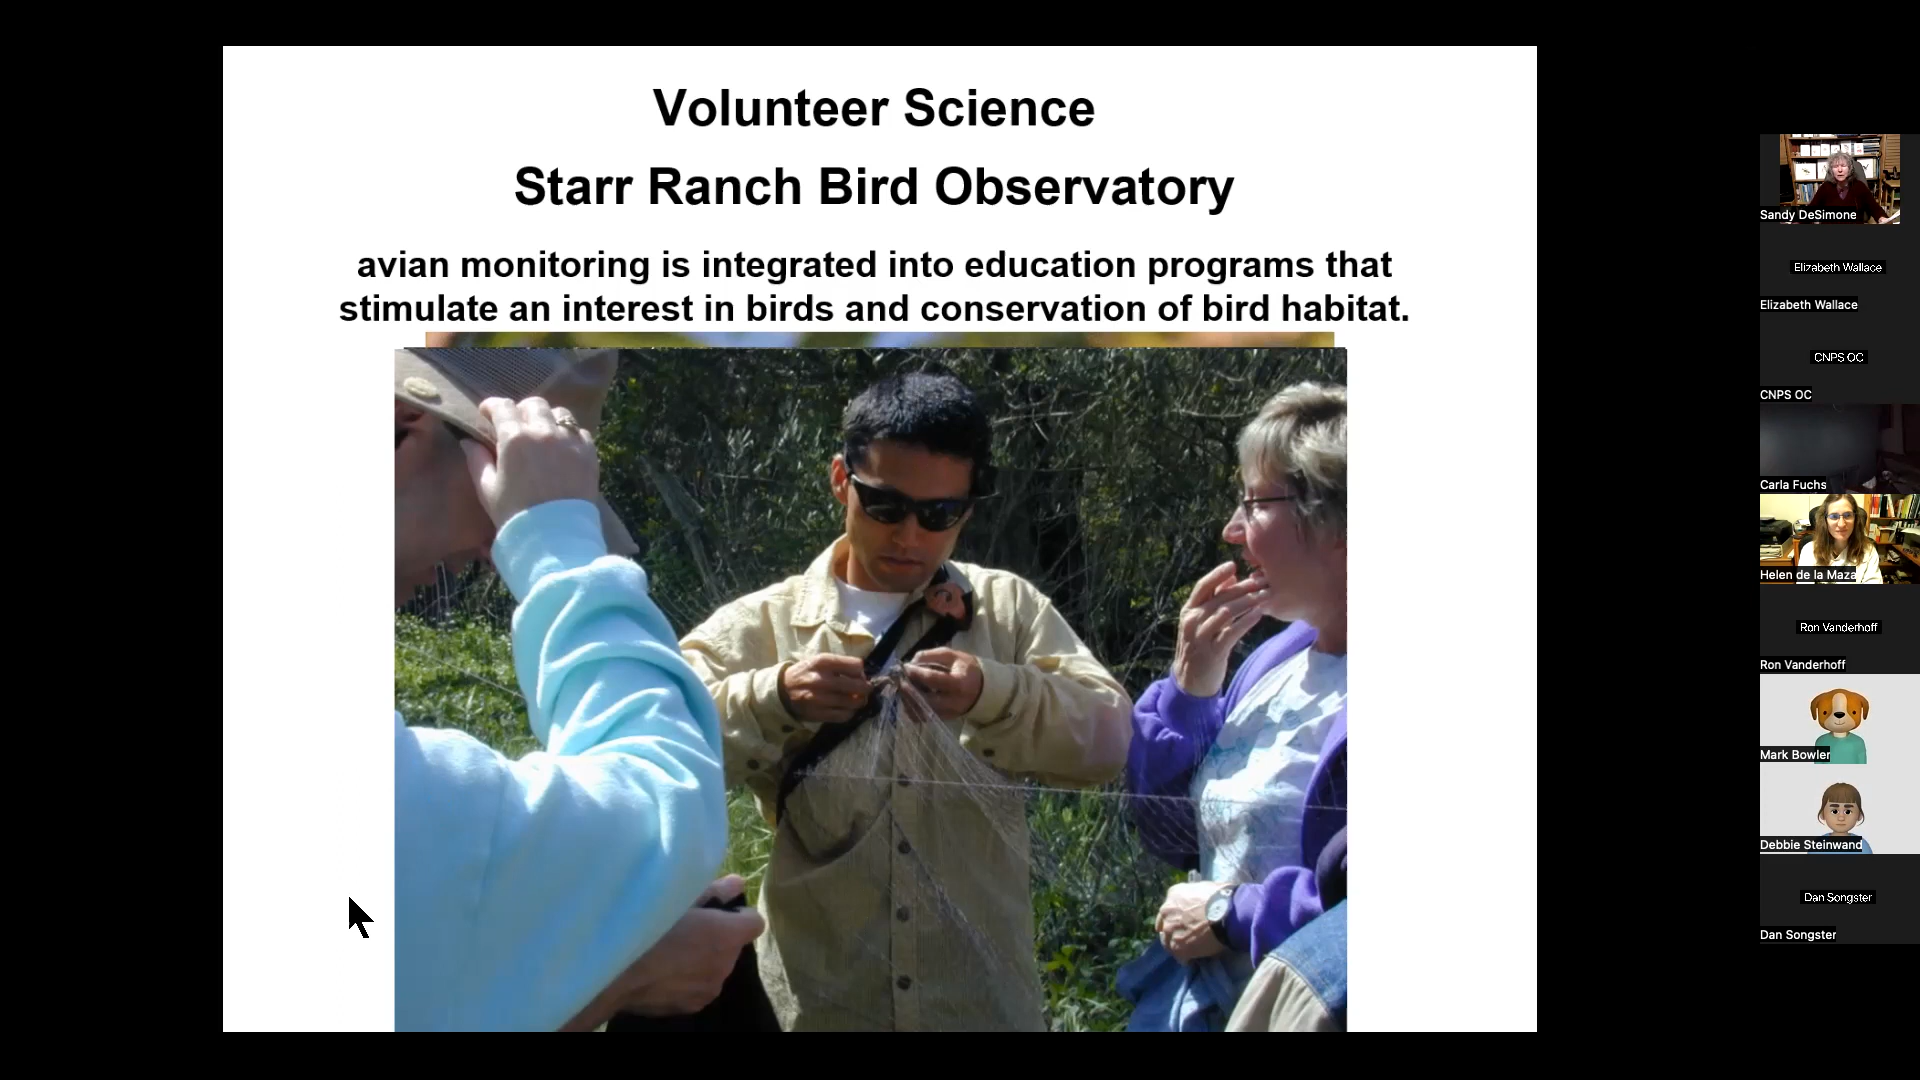 Volunteer Science
Starr Ranch Bird Observatory
avian monitoring is integrated into education programs that
stimulate an interest in birds and conservation of bird habitat.
Sandy DeSimone
Elizabeth Wallace
Elizabeth Wallace
CNPS OC
CNPS OC
Carla Fuchs
Helen de la Maza
Ron Vanderhoff
Ron Vanderhoff
Mark Bowler
Debbie Steinwand
Dan Songster
Dan Songster